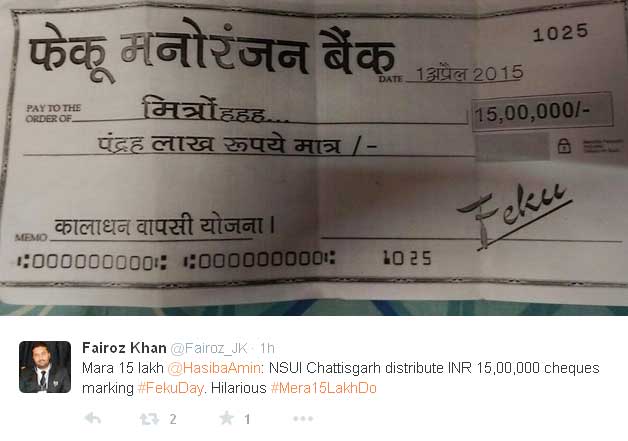 1025
फेकू मनोरंजन बैंक
DATE 1अप्रैल 2015
PAY TO THE
ORDER OF मित्रोंहहह... 15,00,000/-
पंद्रह लाख रूपये मात्र /-
Feku
MEMO कालाधन वापसी योजना।
⑆000000000⑆ ⑆000000000⑆ 1025
Fairoz Khan @Fairoz_JK · 1h
Mara 15 lakh @HasibaAmin: NSUI Chattisgarh distribute INR 15,00,000 cheques
marking #FekuDay. Hilarious #Mera15LakhDo
2 1